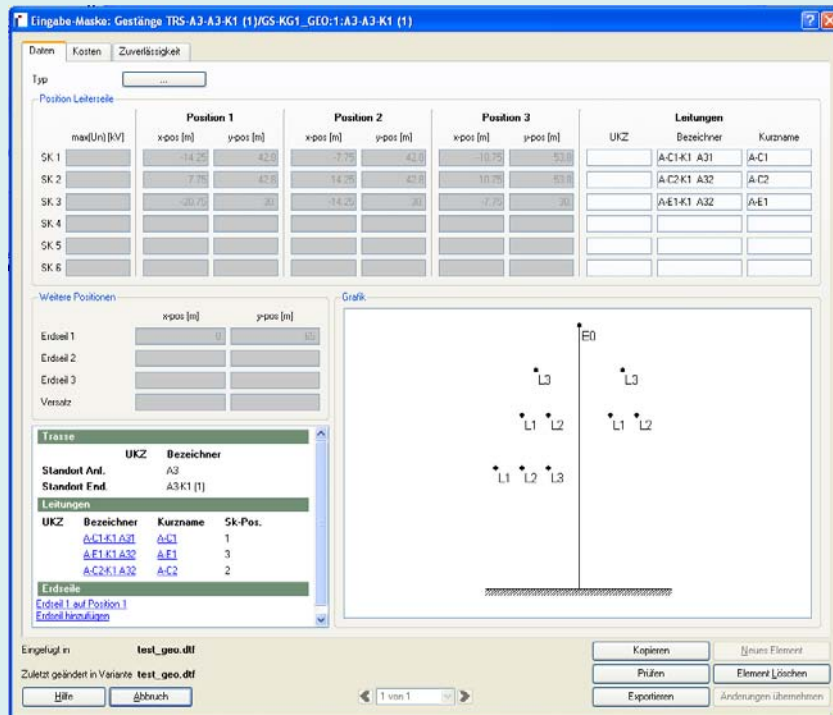 Eingabe-Maske: Gestänge TRS-A3-A3-K1 (1)/GS-KG1_GEO:1:A3-A3-K1 (1)
Daten Kosten Zuverlässigkeit
Typ ...
Position Leiterseile
Position 1 Position 2 Position 3 Leitungen
max(Un) [kV] x-pos [m] y-pos [m] x-pos [m] y-pos [m] x-pos [m] y-pos [m] UKZ Bezeichner Kurzname
SK 1 -14.25 42.8 -7.75 42.8 -10.75 53.8 A-C1-K1 A31 A-C1
SK 2 7.75 42.8 14.25 42.8 10.75 53.8 A-C2-K1 A32 A-C2
SK 3 -20.75 30 -14.25 30 -7.75 30 A-E1-K1 A32 A-E1
SK 4
SK 5
SK 6
Weitere Positionen
x-pos [m] y-pos [m]
Erdseil 1 0 65
Erdseil 2
Erdseil 3
Versatz
Grafik
E0
L3 L3
L1 L2 L1 L2
L1 L2 L3
Trasse
UKZ Bezeichner
Standort Anf. A3
Standort End. A3-K1 (1)
Leitungen
UKZ Bezeichner Kurzname Sk-Pos.
A-C1-K1 A31 A-C1 1
A-E1-K1 A32 A-E1 3
A-C2-K1 A32 A-C2 2
Erdseile
Erdseil 1 auf Position 1
Erdseil hinzufügen
Eingefügt in test_geo.dtf
Zuletzt geändert in Variante test_geo.dtf
Hilfe Abbruch
1 von 1
Kopieren Neues Element
Prüfen Element Löschen
Exportieren Änderungen übernehmen